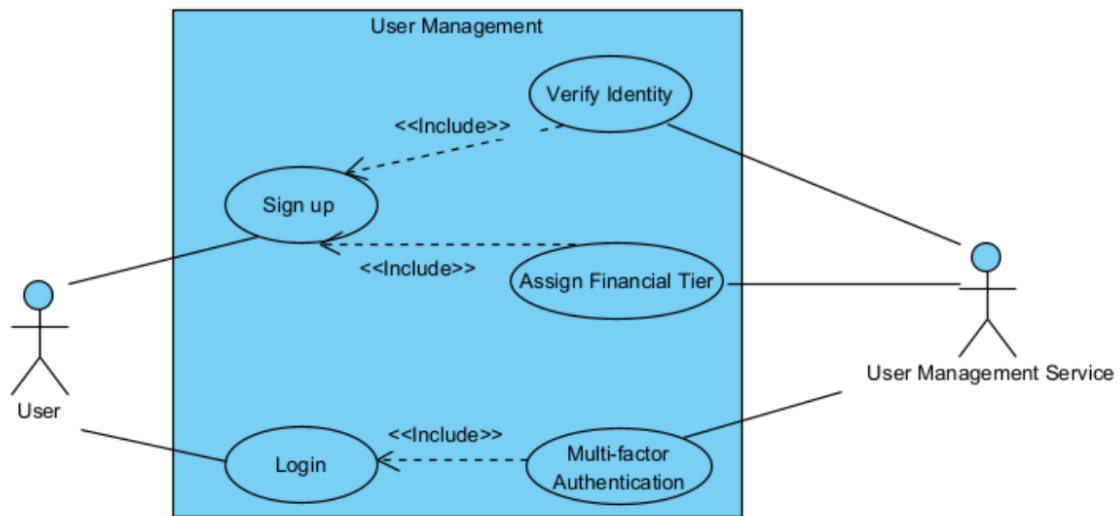 User Management
Verify Identity
<<Include>>
Sign up
<<Include>>
Assign Financial Tier
User Management Service
User
<<Include>>
Login
Multi-factor
Authentication